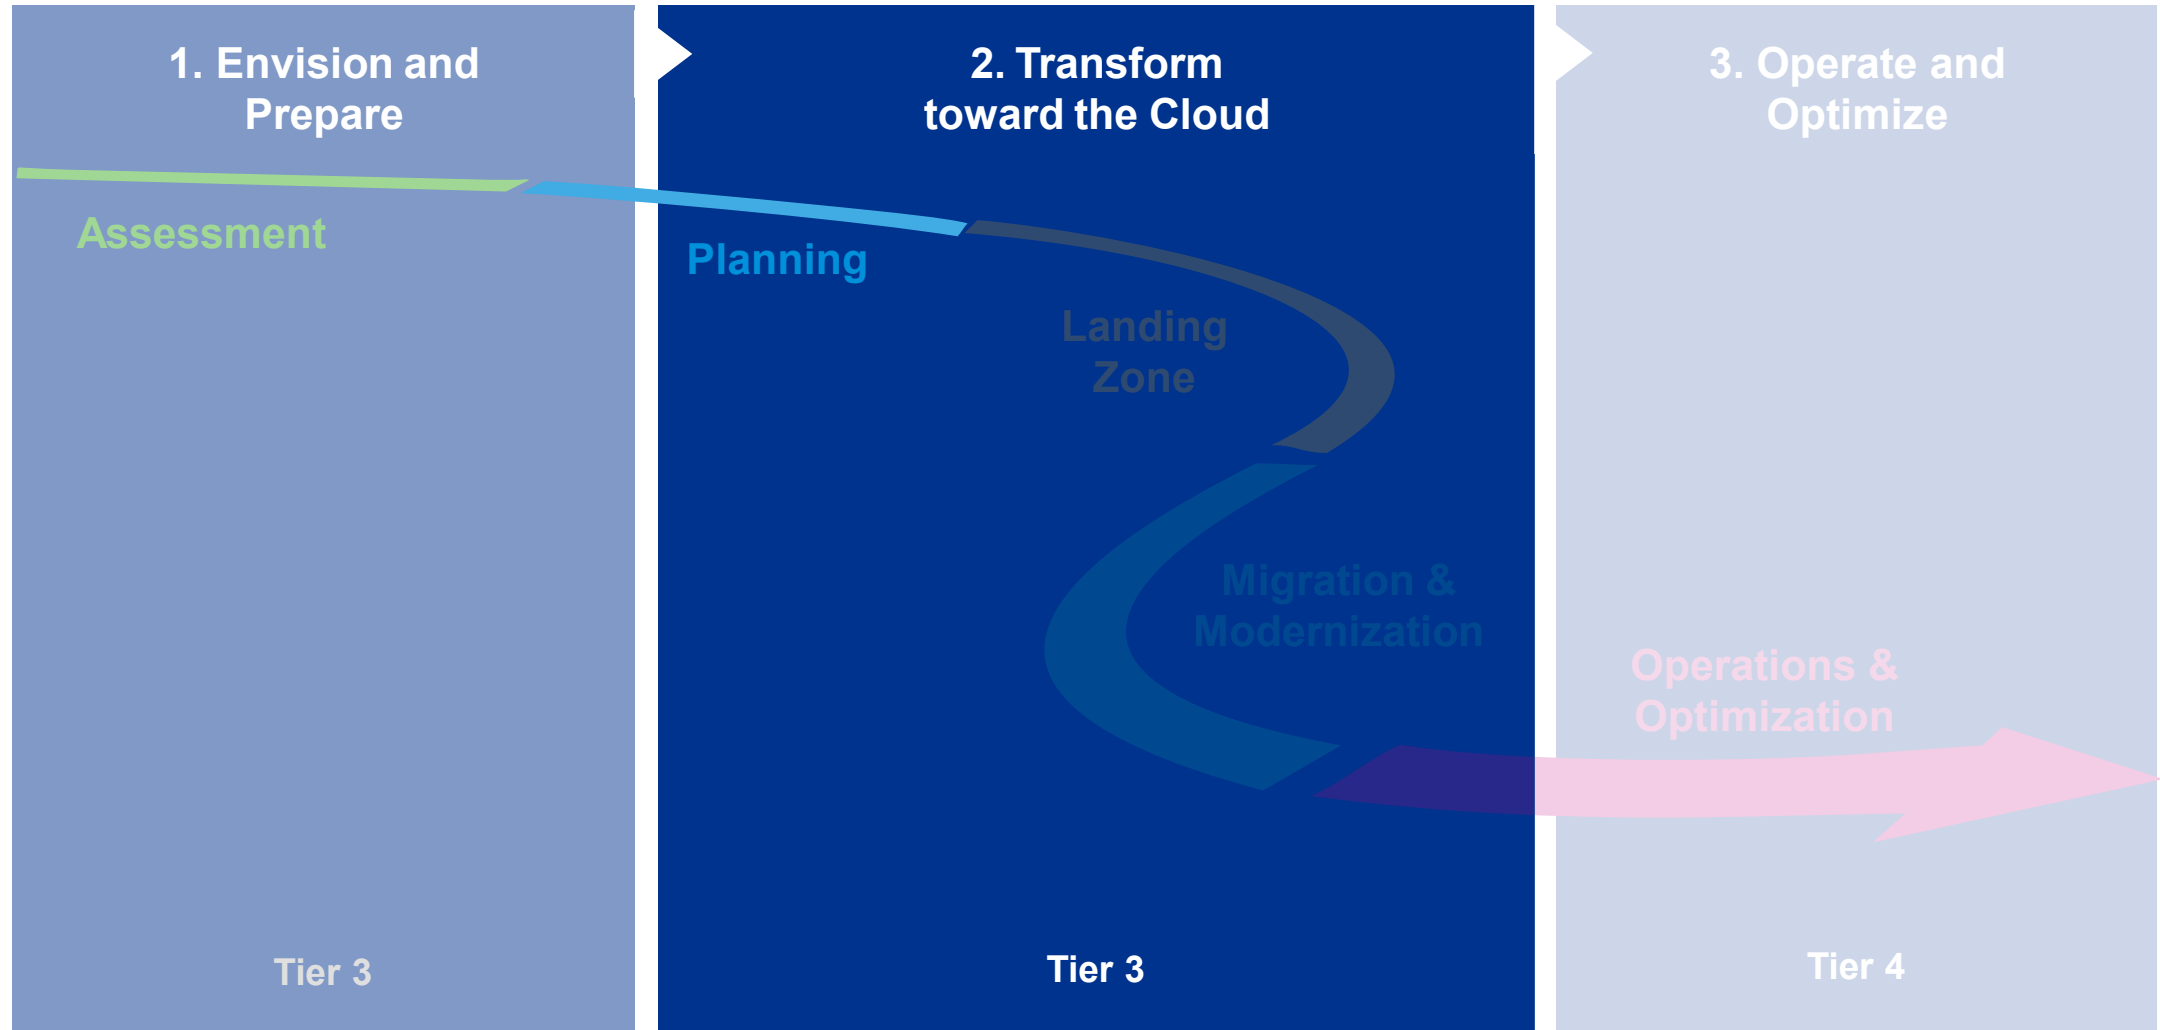 1. Envision and
Prepare
2. Transform
toward the Cloud
3. Operate and
Optimize
Assessment
Planning
Landing
Zone
Migration &
Modernization
Operations &
Optimization
Tier 3
Tier 3
Tier 4